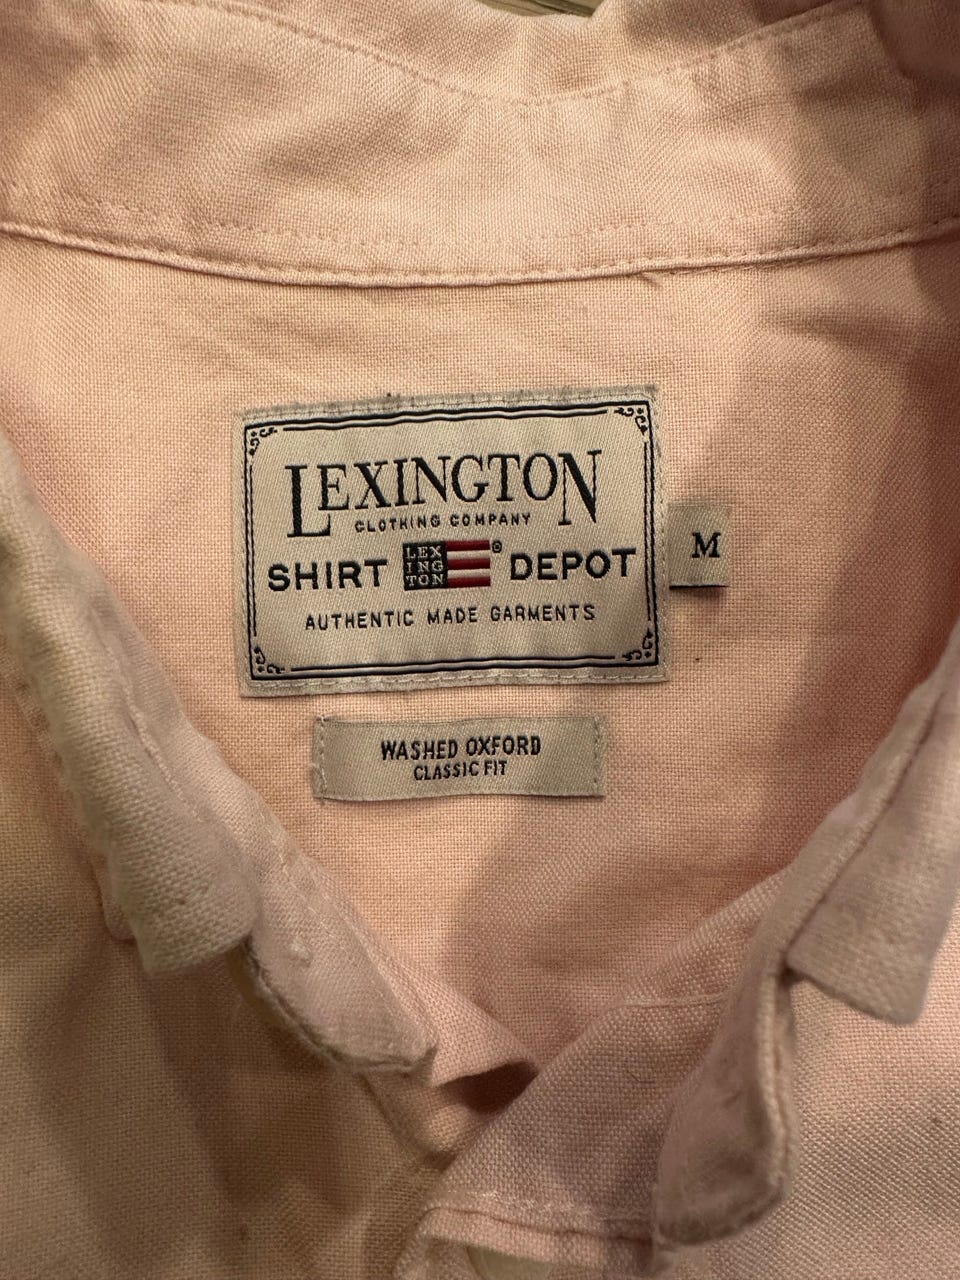 LEXINGTON
CLOTHING COMPANY
SHIRT LEX ING TON ® DEPOT
AUTHENTIC MADE GARMENTS
M
WASHED OXFORD
CLASSIC FIT